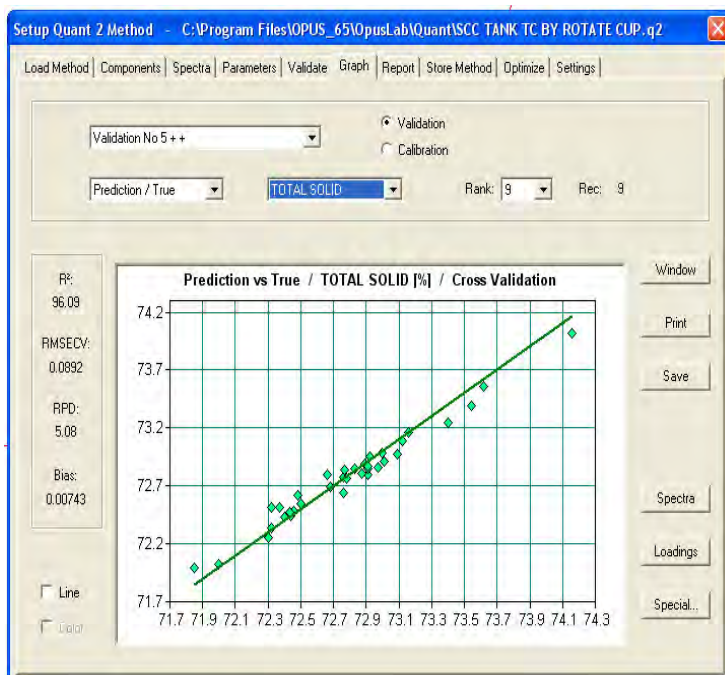 Setup Quant 2 Method - C:\Program Files\OPUS_65\OpusLab\Quant\SCC TANK TC BY ROTATE CUP.q2
Load Method Components Spectra Parameters Validate Graph Report Store Method Optimize Settings
Validation No 5 + +
Validation
Calibration
Prediction / True TOTAL SOLID Rank: 9 Rec: 9
R²:
96.09
RMSECV:
0.0892
RPD:
5.08
Bias:
0.00743
Line
Prediction vs True / TOTAL SOLID [%] / Cross Validation
74.2
73.7
73.2
72.7
72.2
71.7
71.7 71.9 72.1 72.3 72.5 72.7 72.9 73.1 73.3 73.5 73.7 73.9 74.1 74.3
Window
Print
Save
Spectra
Loadings
Special...